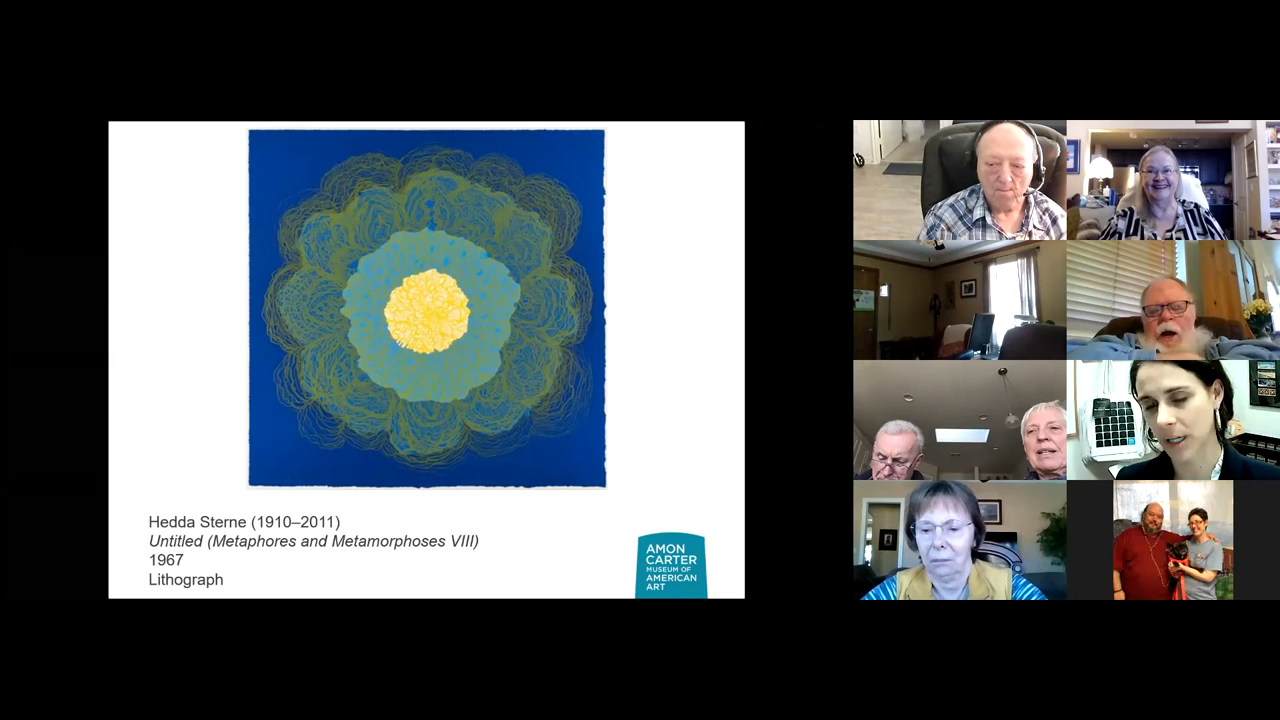 Hedda Sterne (1910–2011)
Untitled (Metaphores and Metamorphoses VIII)
1967
Lithograph
AMON
CARTER
MUSEUM OF
AMERICAN
ART